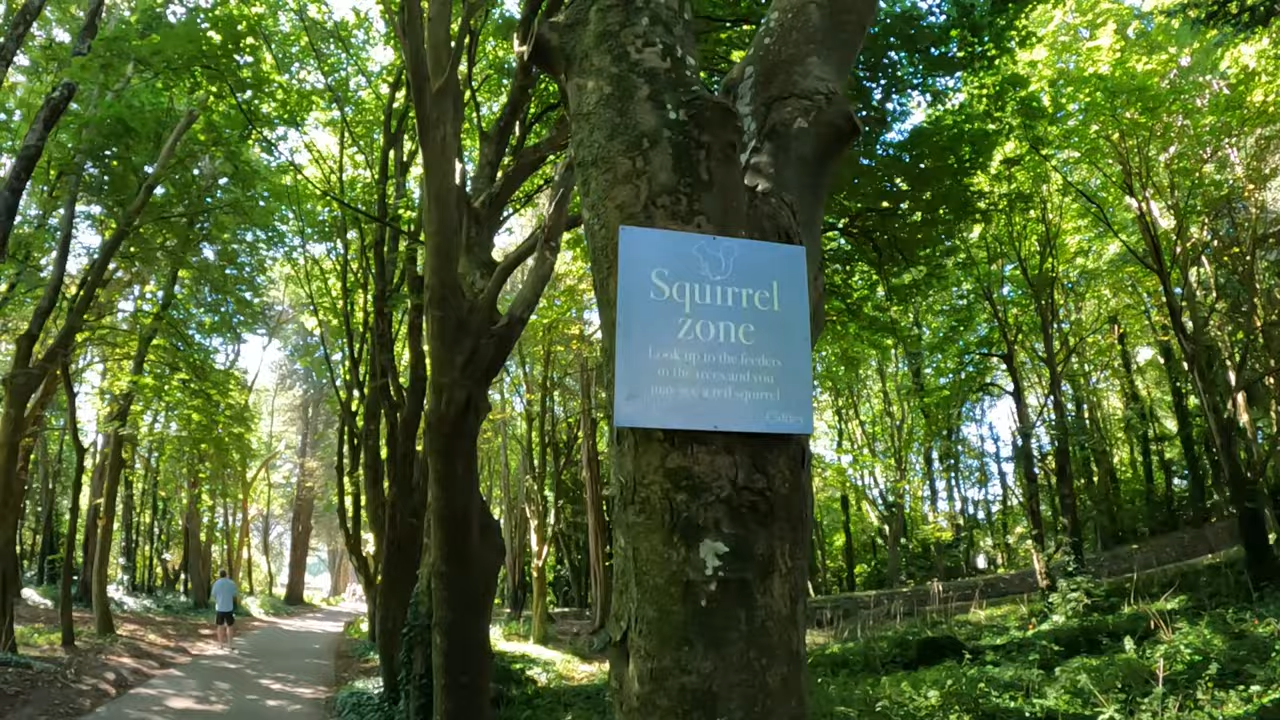 Squirrel
zone
Look up to the feeders
in the trees and you
may see a red squirrel